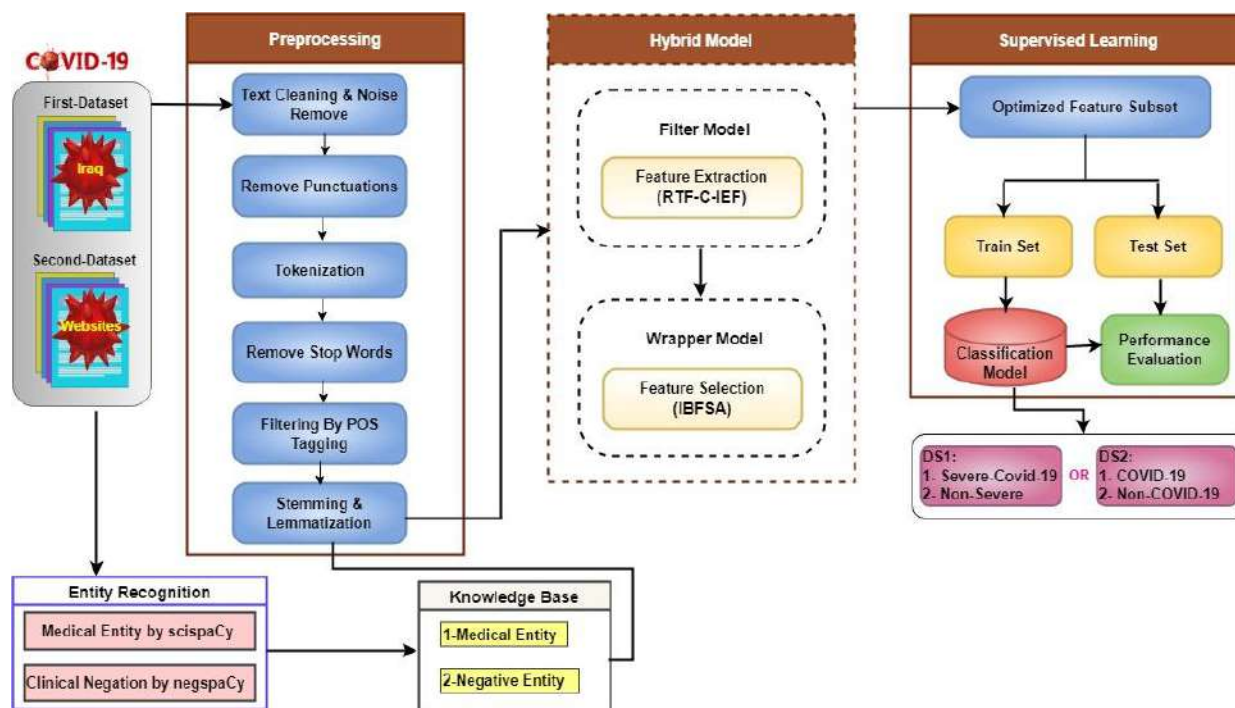 COVID-19
First-Dataset
Iraq
Second-Dataset
Websites
Preprocessing
Text Cleaning & Noise
Remove
Remove Punctuations
Tokenization
Remove Stop Words
Filtering By POS
Tagging
Stemming &
Lemmatization
Hybrid Model
Filter Model
Feature Extraction
(RTF-C-IEF)
Wrapper Model
Feature Selection
(IBFSA)
Supervised Learning
Optimized Feature Subset
Train Set
Test Set
Classification
Model
Performance
Evaluation
DS1:
1- Severe-Covid-19
2- Non-Severe
OR
DS2:
1- COVID-19
2- Non-COVID-19
Entity Recognition
Medical Entity by scispaCy
Clinical Negation by negspaCy
Knowledge Base
1-Medical Entity
2-Negative Entity